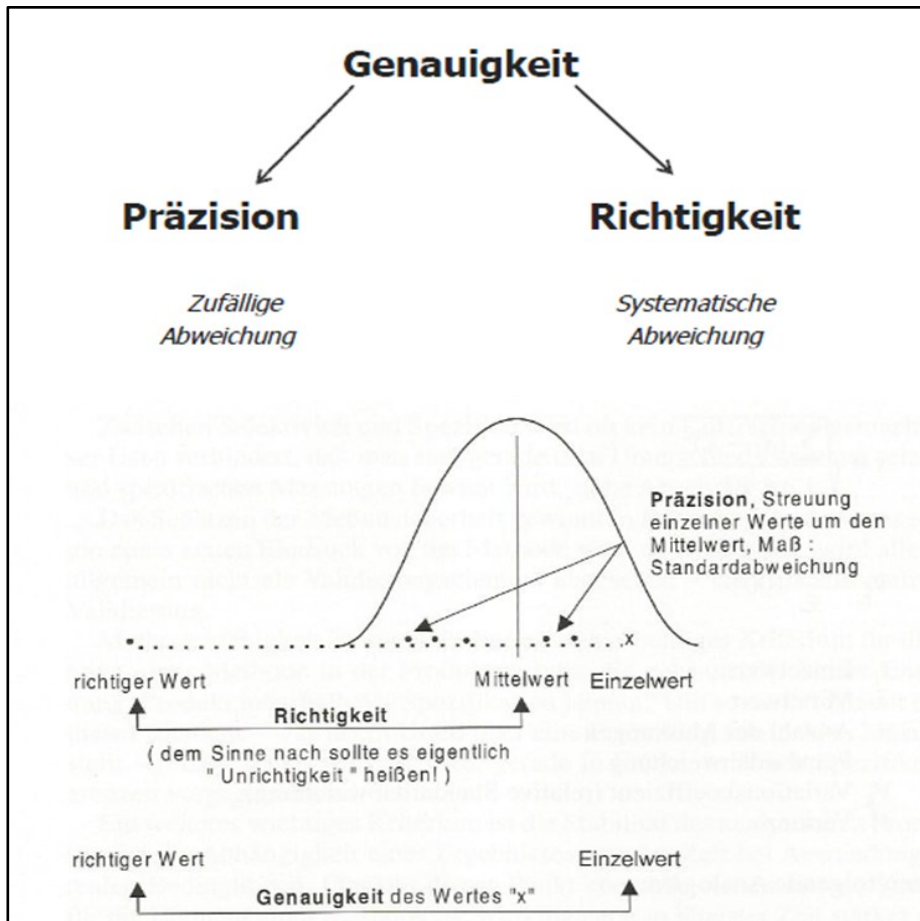 Genauigkeit
Präzision
Richtigkeit
Zufällige
Abweichung
Systematische
Abweichung
Präzision, Streuung
einzelner Werte um den
Mittelwert, Maß :
Standardabweichung
x
richtiger Wert
Mittelwert
Einzelwert
Richtigkeit
( dem Sinne nach sollte es eigentlich
" Unrichtigkeit " heißen! )
richtiger Wert
Einzelwert
Genauigkeit des Wertes "x"